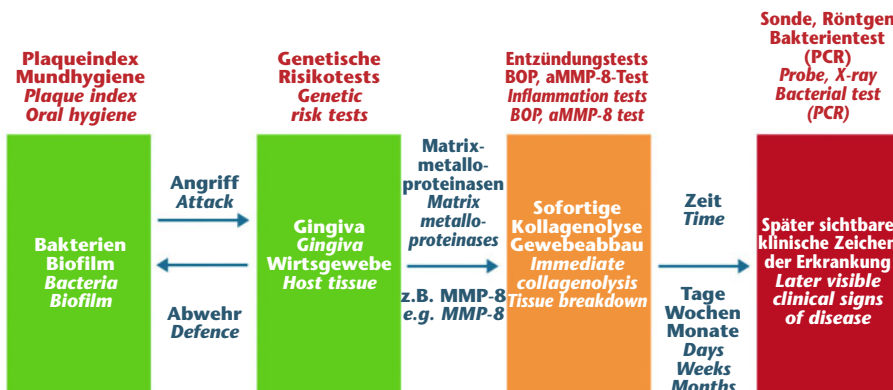 Plaqueindex
Mundhygiene
Plaque index
Oral hygiene
Bakterien
Biofilm
Bacteria
Biofilm
Angriff
Attack
Abwehr
Defence
Genetische
Risikotests
Genetic
risk tests
Gingiva
Gingiva
Wirtsgewebe
Host tissue
Matrix-
metallo-
proteinasen
Matrix
metallo-
proteinases
z.B. MMP-8
e.g. MMP-8
Entzündungstests
BOP, aMMP-8-Test
Inflammation tests
BOP, aMMP-8 test
Sofortige
Kollagenolyse
Gewebeabbau
Immediate
collagenolysis
Tissue breakdown
Zeit
Time
Tage
Wochen
Monate
Days
Weeks
Months
Sonde, Röntgen
Bakterientest
(PCR)
Probe, X-ray
Bacterial test
(PCR)
Später sichtbare
klinische Zeichen
der Erkrankung
Later visible
clinical signs
of disease